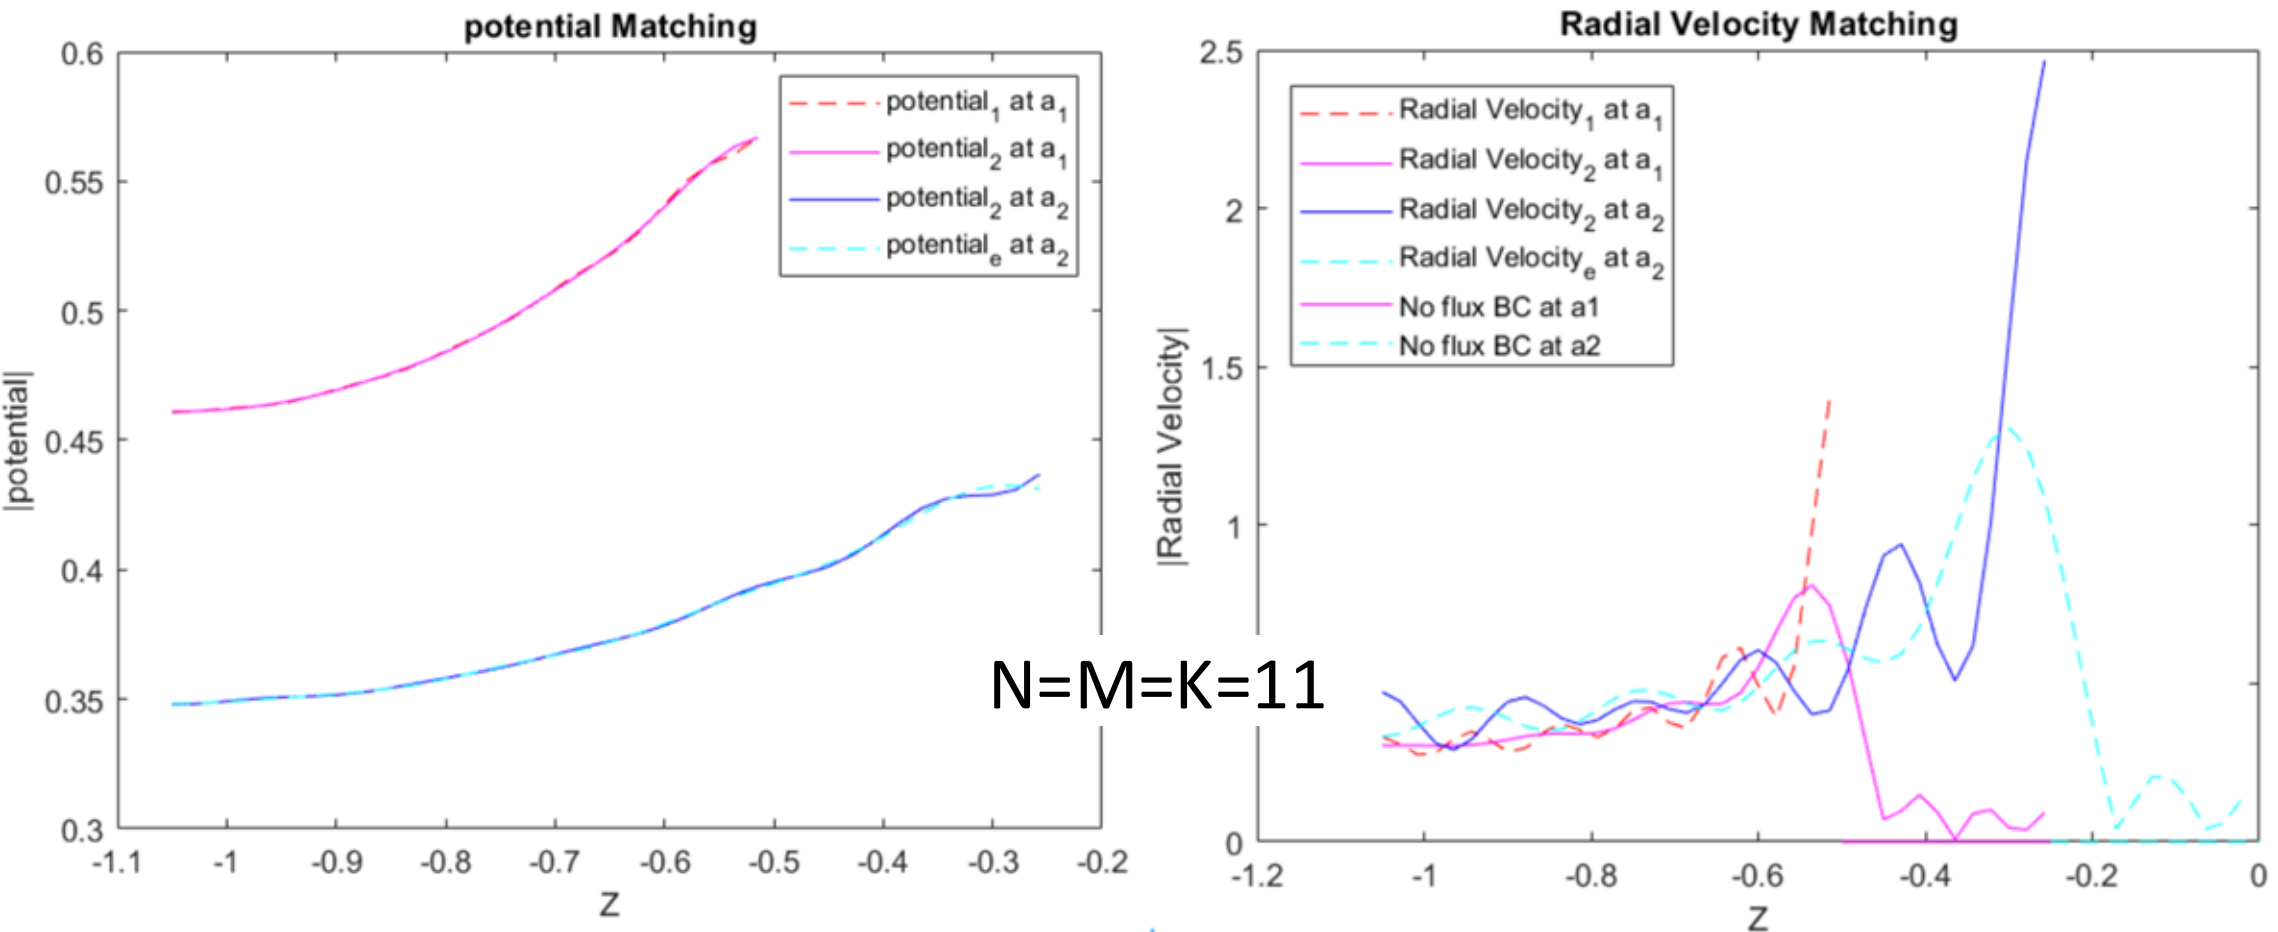 potential Matching
0.6
0.55
0.5
0.45
0.4
0.35
0.3
|potential|
-1.1 -1 -0.9 -0.8 -0.7 -0.6 -0.5 -0.4 -0.3 -0.2
Z
potential1 at a1
potential2 at a1
potential2 at a2
potentiale at a2
N=M=K=11
Radial Velocity Matching
2.5
2
1.5
1
0
|Radial Velocity|
-1.2 -1 -0.8 -0.6 -0.4 -0.2 0
Z
Radial Velocity1 at a1
Radial Velocity2 at a1
Radial Velocity2 at a2
Radial Velocitye at a2
No flux BC at a1
No flux BC at a2